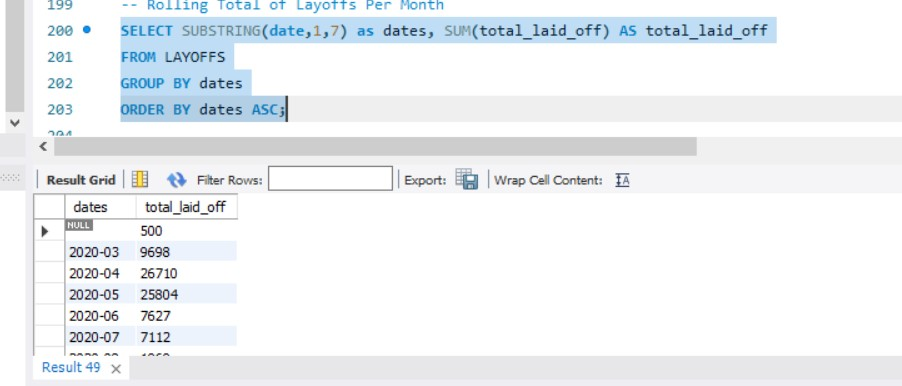 199 -- Rolling Total of Layoffs Per Month
200 SELECT SUBSTRING(date,1,7) as dates, SUM(total_laid_off) AS total_laid_off
201 FROM LAYOFFS
202 GROUP BY dates
203 ORDER BY dates ASC;
204
Result Grid Filter Rows: Export: Wrap Cell Content: IA
dates total_laid_off
NULL 500
2020-03 9698
2020-04 26710
2020-05 25804
2020-06 7627
2020-07 7112
Result 49 ×